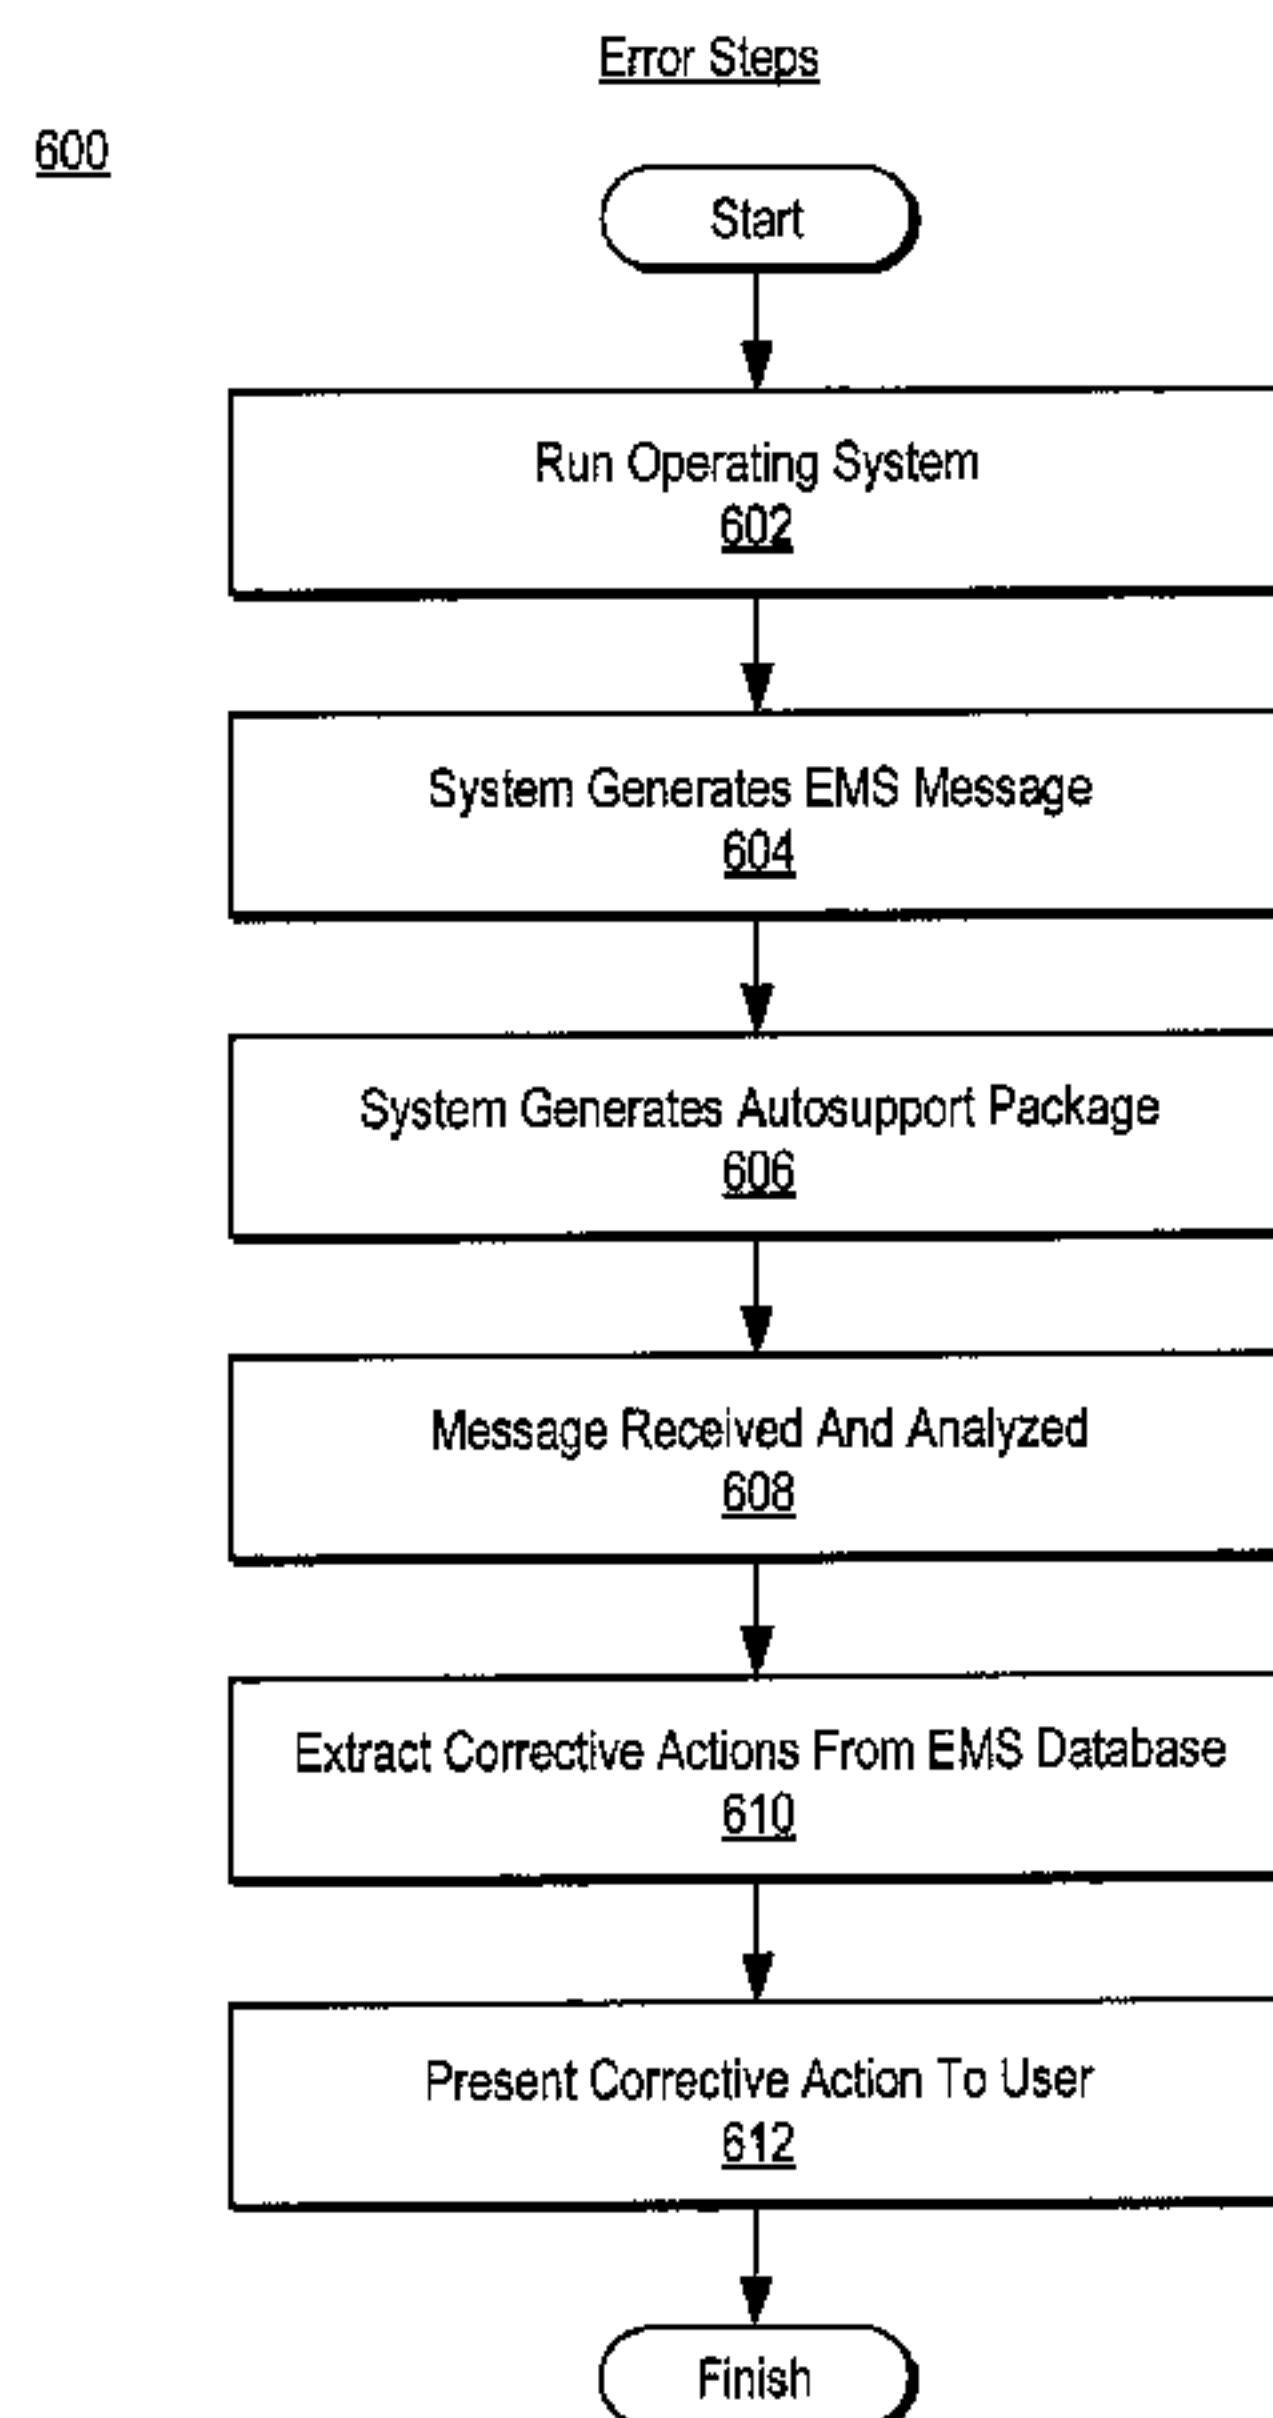 Error Steps
600
Start
Run Operating System
602
System Generates EMS Message
604
System Generates Autosupport Package
606
Message Received And Analyzed
608
Extract Corrective Actions From EMS Database
610
Present Corrective Action To User
612
Finish